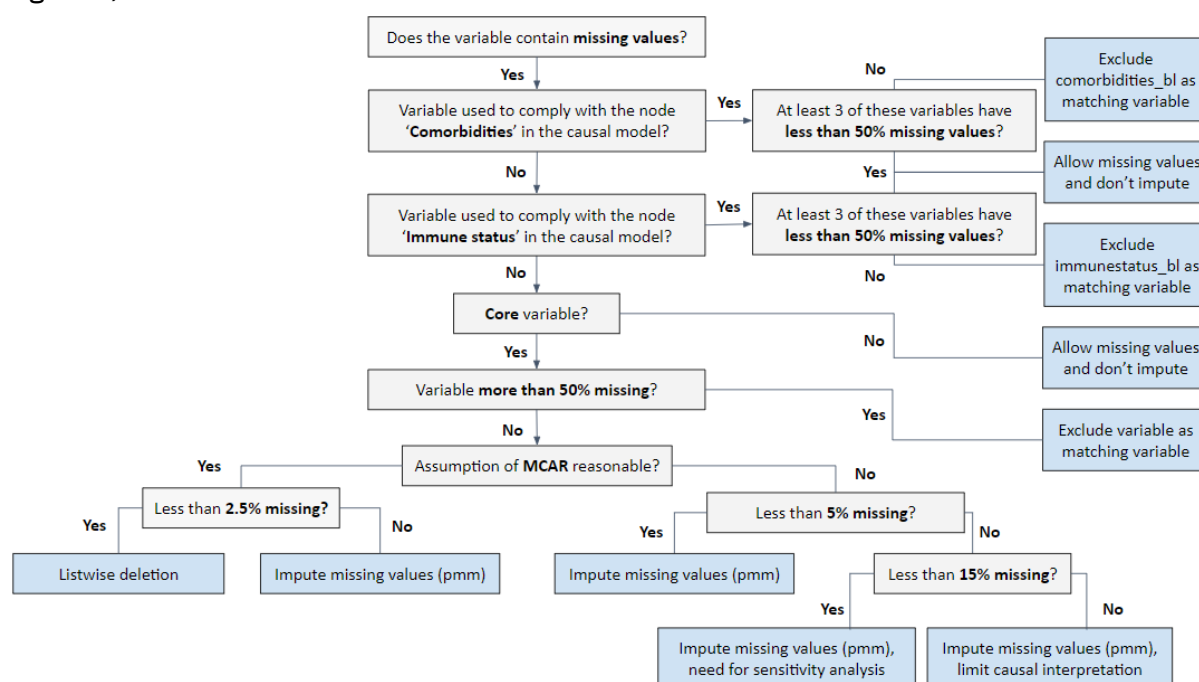 Does the variable contain missing values?
Yes
No
Exclude
comorbidities_bl as
matching variable
Variable used to comply with the node
‘Comorbidities’ in the causal model?
Yes
At least 3 of these variables have
less than 50% missing values?
No
Yes
Allow missing values
and don’t impute
Variable used to comply with the node
‘Immune status’ in the causal model?
Yes
At least 3 of these variables have
less than 50% missing values?
No
No
Exclude
immunestatus_bl as
matching variable
Core variable?
No
Allow missing values
and don’t impute
Yes
Variable more than 50% missing?
Yes
Exclude variable as
matching variable
No
Assumption of MCAR reasonable?
Yes
No
Less than 2.5% missing?
Less than 5% missing?
Yes
No
Yes
No
Listwise deletion
Impute missing values (pmm)
Impute missing values (pmm)
Less than 15% missing?
Yes
No
Impute missing values (pmm),
need for sensitivity analysis
Impute missing values (pmm),
limit causal interpretation